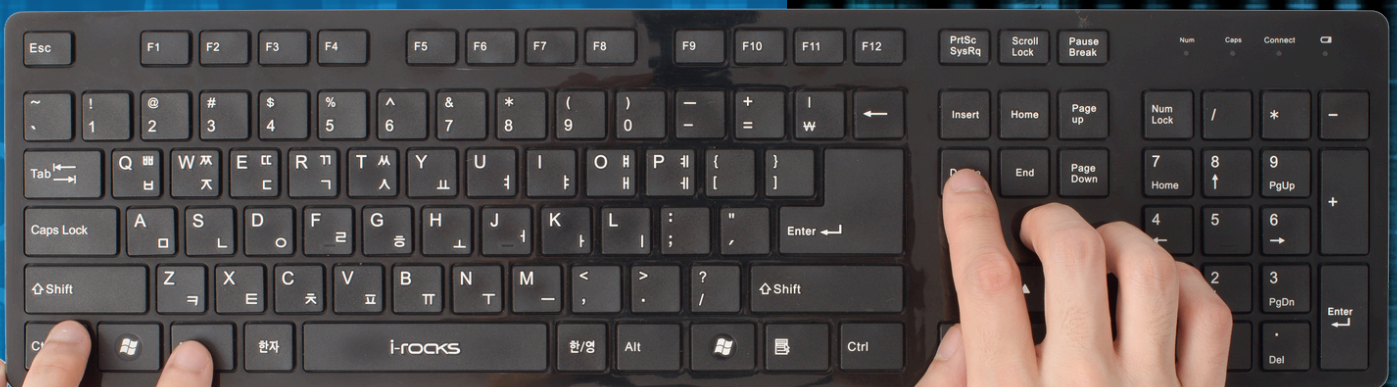 Esc F1 F2 F3 F4 F5 F6 F7 F8 F9 F10 F11 F12 PrtSc SysRq Scroll Lock Pause Break Num Caps Connect
~ ` ! 1 @ 2 # 3 $ 4 % 5 ^ 6 & 7 * 8 ( 9 ) 0 — - + = | ₩ ← Insert Home Page up Num Lock / * -
Tab Q ㅃ ㅂ W ㅉ ㅈ E ㄸ ㄷ R ㄲ ㄱ T ㅆ ㅅ Y ㅛ U ㅕ I ㅑ O ㅒ ㅐ P ㅖ ㅔ { [ } ] End Page Down 7 Home 8 ↑ 9 PgUp +
Caps Lock A ㅁ S ㄴ D ㅇ F ㄹ G ㅎ H ㅗ J ㅓ K ㅏ L ㅣ : ; " ' Enter 4 ← 5 6 →
Shift Z ㅋ X ㅌ C ㅊ V ㅍ B ㅠ N ㅜ M ㅡ < , > . ? / Shift 2 3 PgDn Enter
한자 i-rocks 한/영 Alt Ctrl . Del